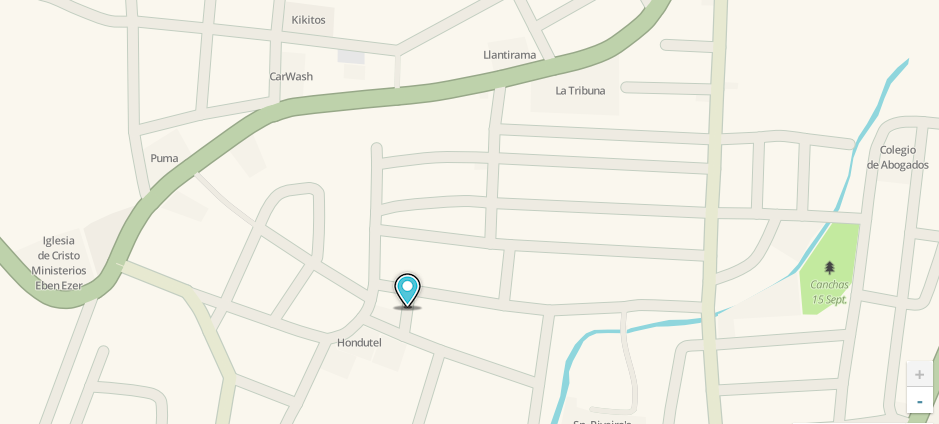 Kikitos
Llantirama
CarWash
La Tribuna
Puma
Colegio
de Abogados
Iglesia
de Cristo
Ministerios
Eben Ezer
Canchas
15 Sept.
Hondutel
+
-